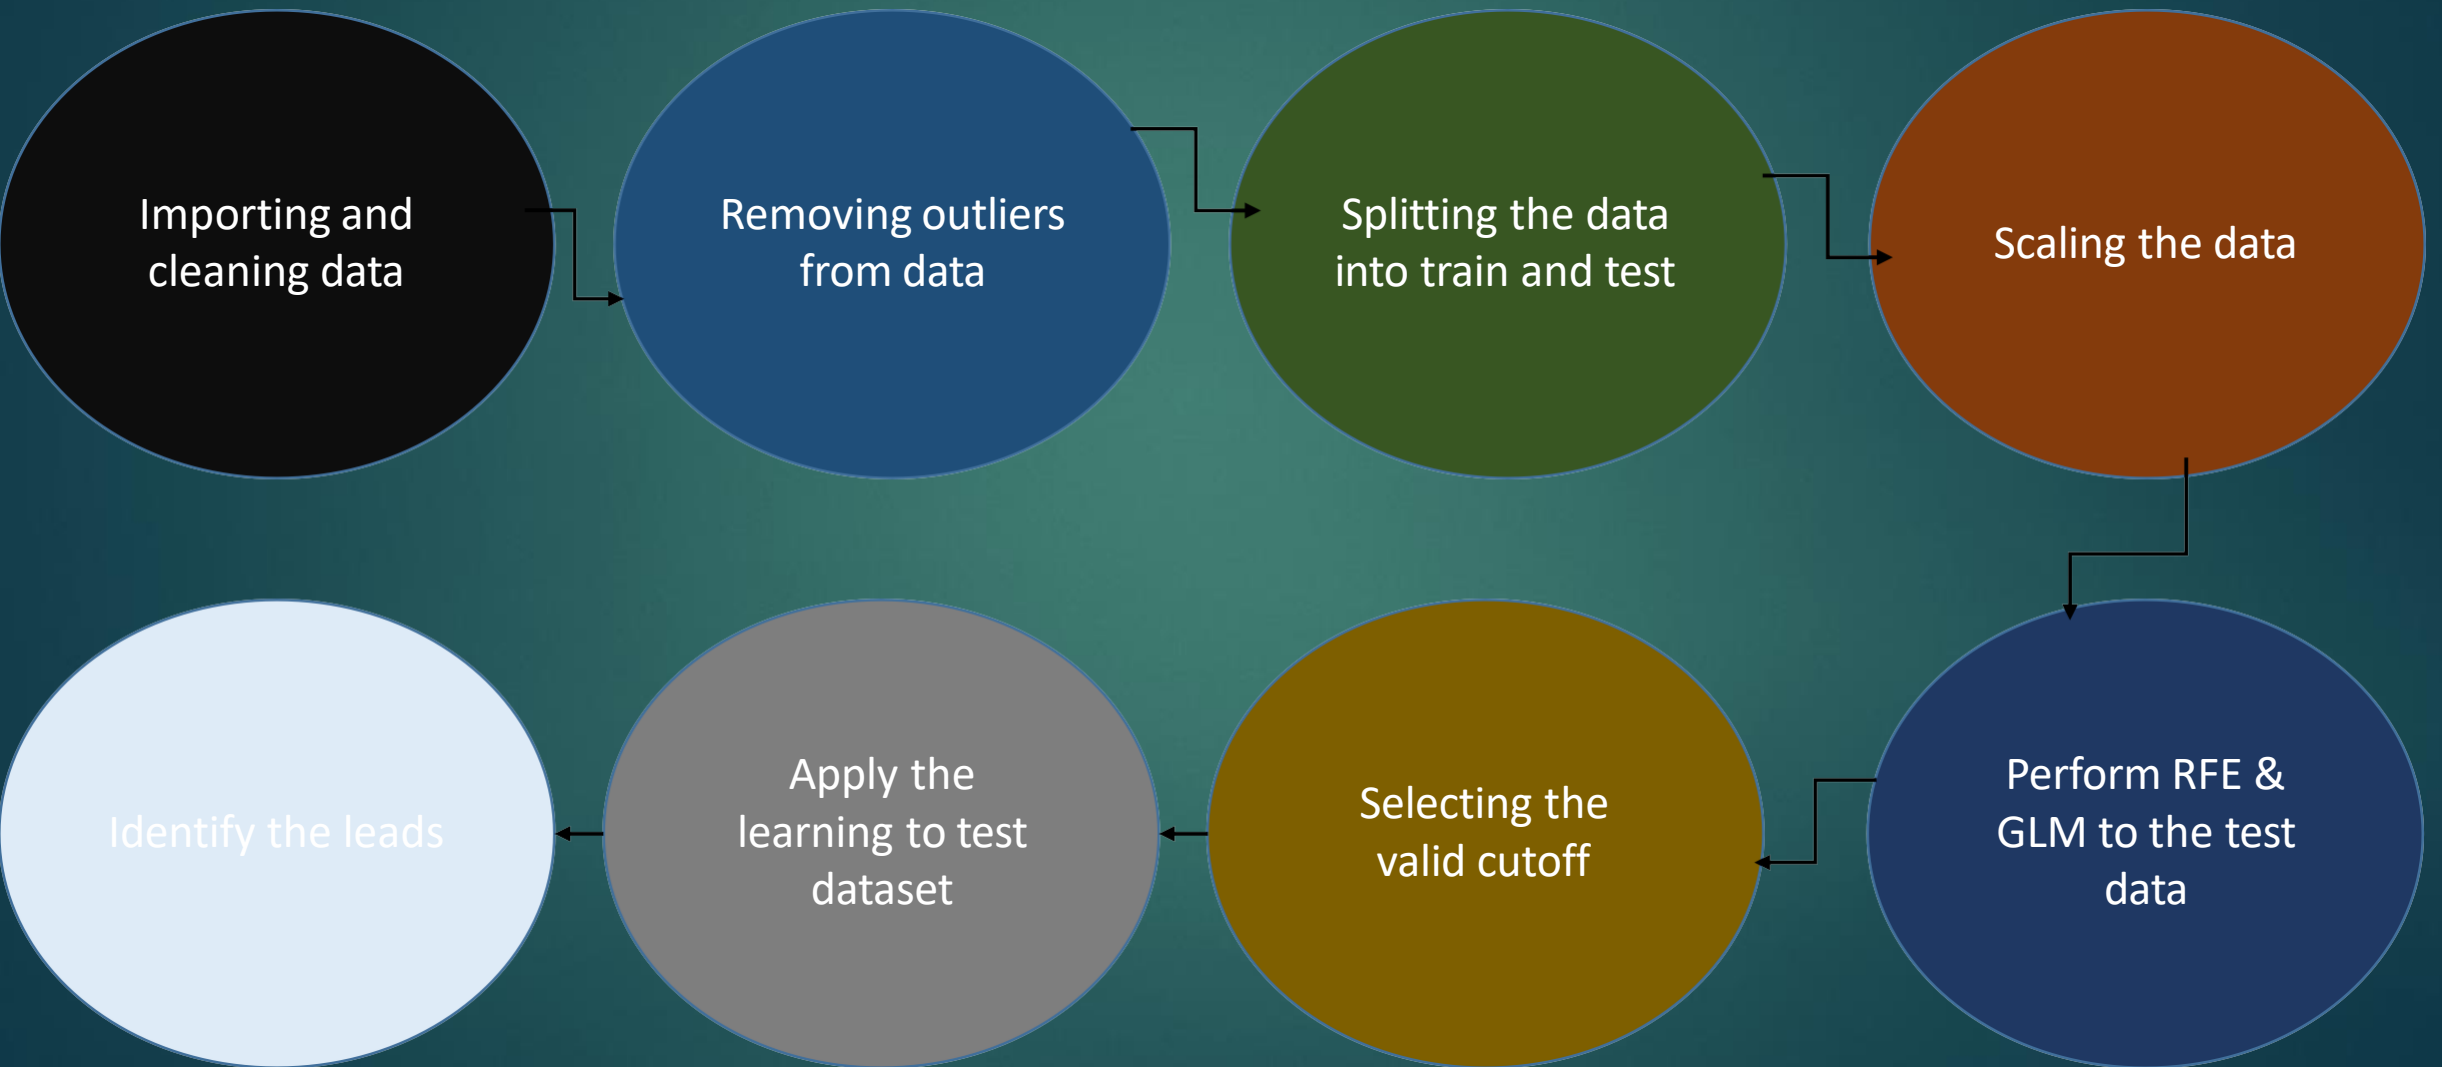 Importing and
cleaning data
Removing outliers
from data
Splitting the data
into train and test
Scaling the data
Perform RFE &
GLM to the test
data
Selecting the
valid cutoff
Apply the
learning to test
dataset
Identify the leads